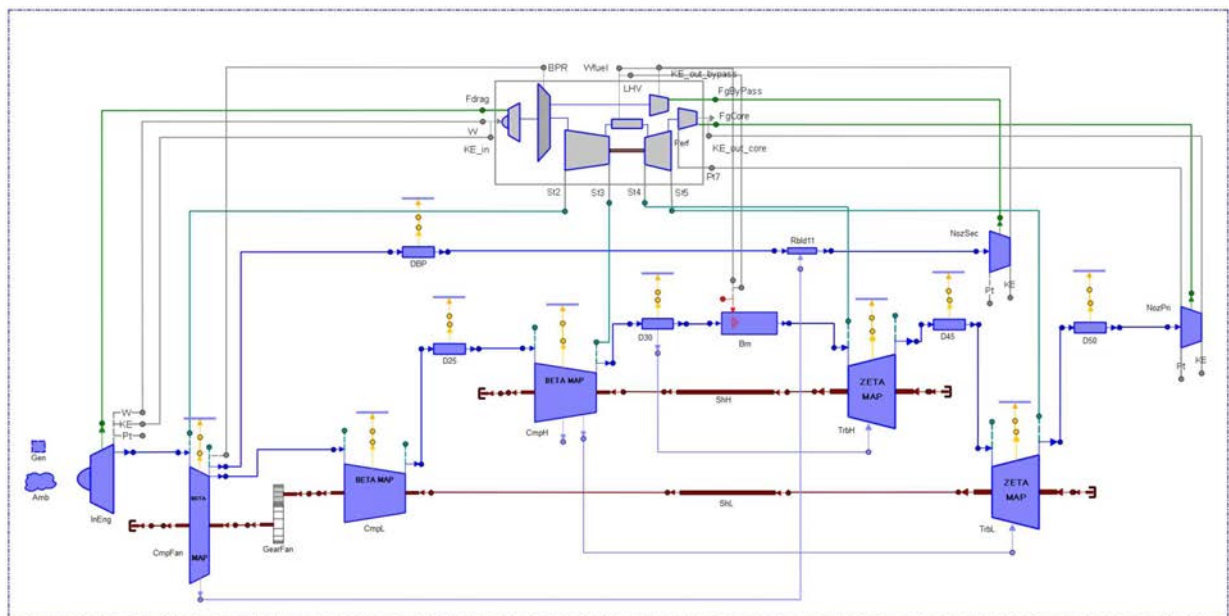 BPR
Wfuel
KE_out_bypass
LHV
FgByPass
Fdrag
FgCore
W
Perf
KE_in
KE_out_core
Pt7
St2
St3
St4
St5
NozSec
Rbld11
DBP
Pt
KE
NozPri
D30
D45
D50
D25
Brn
Pt
KE
BETA MAP
ZETA
MAP
ShH
CmpH
TrbH
W
KE
Pt
Gen
BETA MAP
ZETA
MAP
Amb
InEng
BETA
ShL
CmpL
TrbL
CmpFan
MAP
GearFan